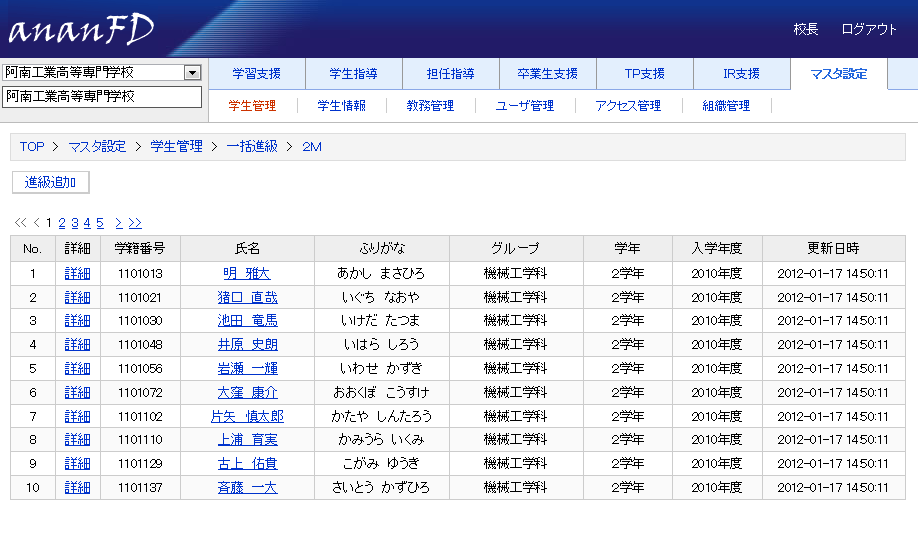 ananFD
校長 ログアウト
阿南工業高等専門学校
阿南工業高等専門学校
学習支援 学生指導 担任指導 卒業生支援 TP支援 IR支援 マスタ設定
学生管理 学生情報 教務管理 ユーザ管理 アクセス管理 組織管理
TOP > マスタ設定 > 学生管理 > 一括進級 > 2M
進級追加
<< < 1 2 3 4 5 > >>
No. 詳細 学籍番号 氏名 ふりがな グループ 学年 入学年度 更新日時
1 詳細 1101013 明 雅大 あかし まさひろ 機械工学科 2学年 2010年度 2012-01-17 14:50:11
2 詳細 1101021 猪口 直哉 いぐち なおや 機械工学科 2学年 2010年度 2012-01-17 14:50:11
3 詳細 1101030 池田 竜馬 いけだ たつま 機械工学科 2学年 2010年度 2012-01-17 14:50:11
4 詳細 1101048 井原 史朗 いはら しろう 機械工学科 2学年 2010年度 2012-01-17 14:50:11
5 詳細 1101056 岩瀬 一輝 いわせ かずき 機械工学科 2学年 2010年度 2012-01-17 14:50:11
6 詳細 1101072 大窪 康介 おおくぼ こうすけ 機械工学科 2学年 2010年度 2012-01-17 14:50:11
7 詳細 1101102 片矢 慎太郎 かたや しんたろう 機械工学科 2学年 2010年度 2012-01-17 14:50:11
8 詳細 1101110 上浦 育実 かみうら いくみ 機械工学科 2学年 2010年度 2012-01-17 14:50:11
9 詳細 1101129 古上 佑貴 こがみ ゆうき 機械工学科 2学年 2010年度 2012-01-17 14:50:11
10 詳細 1101137 斉藤 一大 さいとう かずひろ 機械工学科 2学年 2010年度 2012-01-17 14:50:11